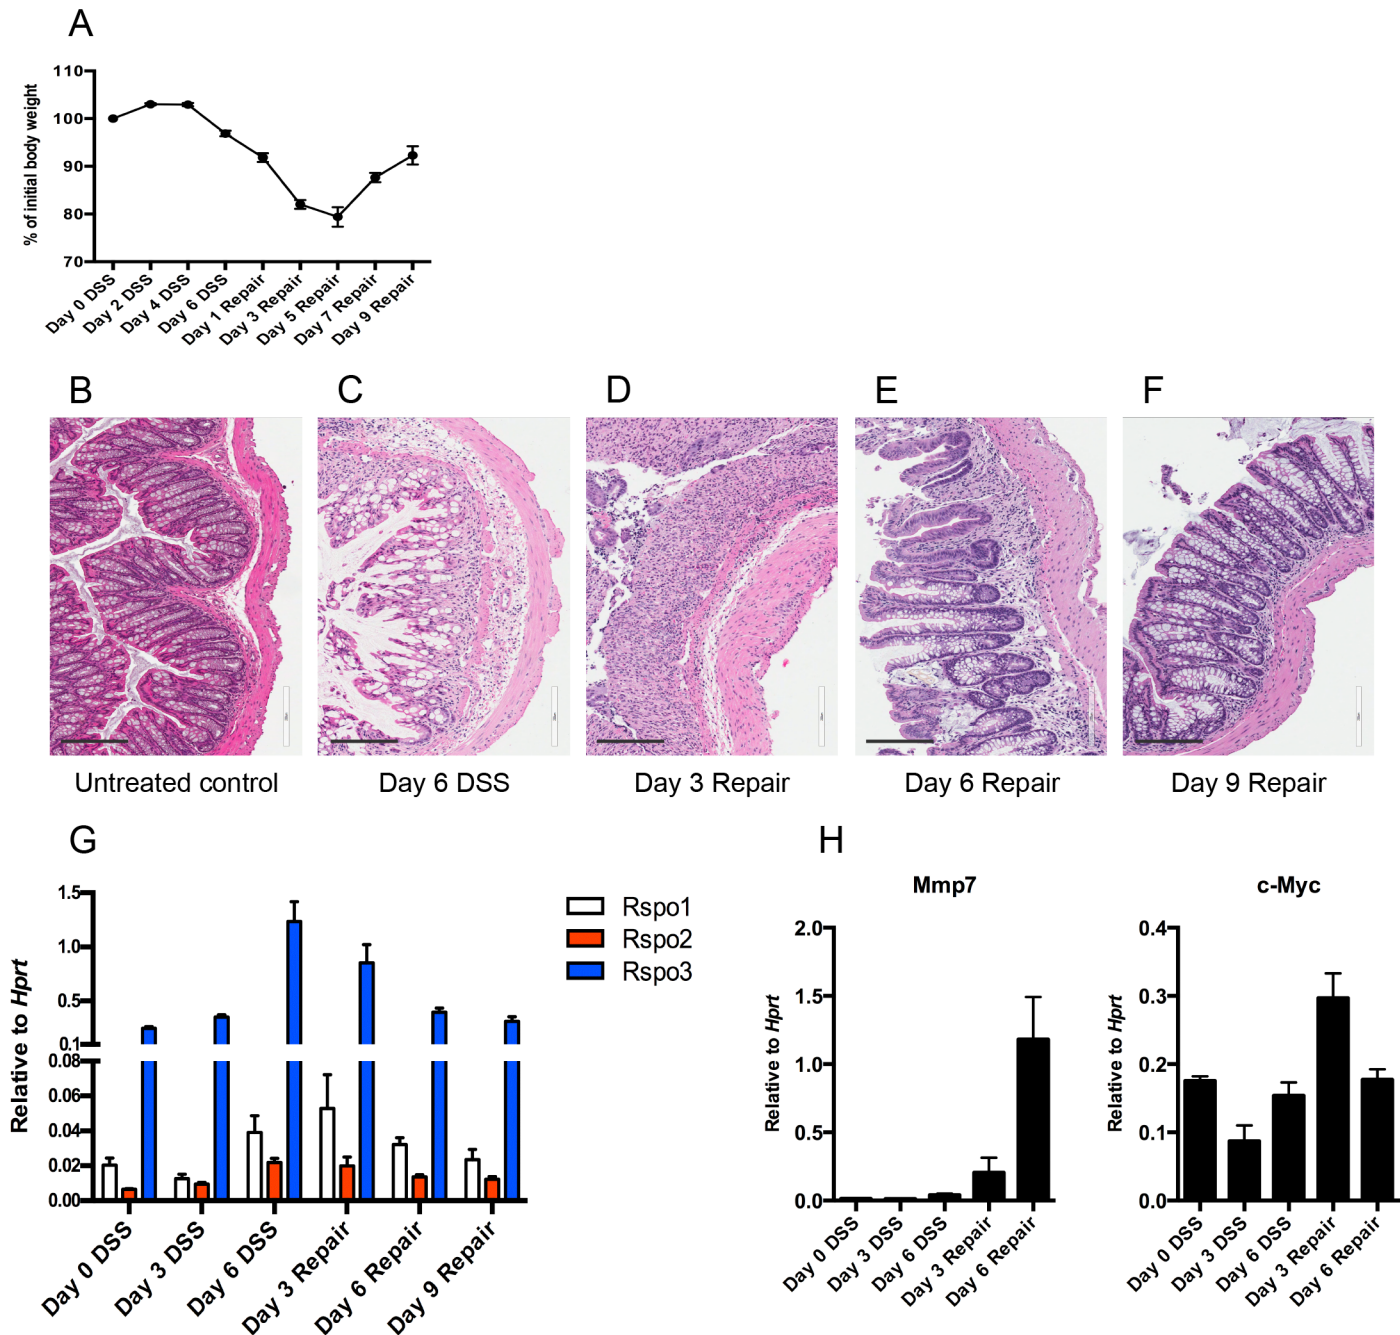 A
110
100
90
80
70
% of initial body weight
Day 0 DSS
Day 2 DSS
Day 4 DSS
Day 6 DSS
Day 1 Repair
Day 3 Repair
Day 5 Repair
Day 7 Repair
Day 9 Repair
B
C
D
E
F
Untreated control
Day 6 DSS
Day 3 Repair
Day 6 Repair
Day 9 Repair
G
1.5
1.0
0.5
0.1
0.08
0.06
0.04
0.02
0.00
Relative to Hprt
Day 0 DSS
Day 3 DSS
Day 6 DSS
Day 3 Repair
Day 6 Repair
Day 9 Repair
Rspo1
Rspo2
Rspo3
H
Mmp7
2.0
1.5
1.0
0.5
0.0
Relative to Hprt
Day 0 DSS
Day 3 DSS
Day 6 DSS
Day 3 Repair
Day 6 Repair
c-Myc
0.4
0.3
0.2
0.1
0.0
Relative to Hprt
Day 0 DSS
Day 3 DSS
Day 6 DSS
Day 3 Repair
Day 6 Repair